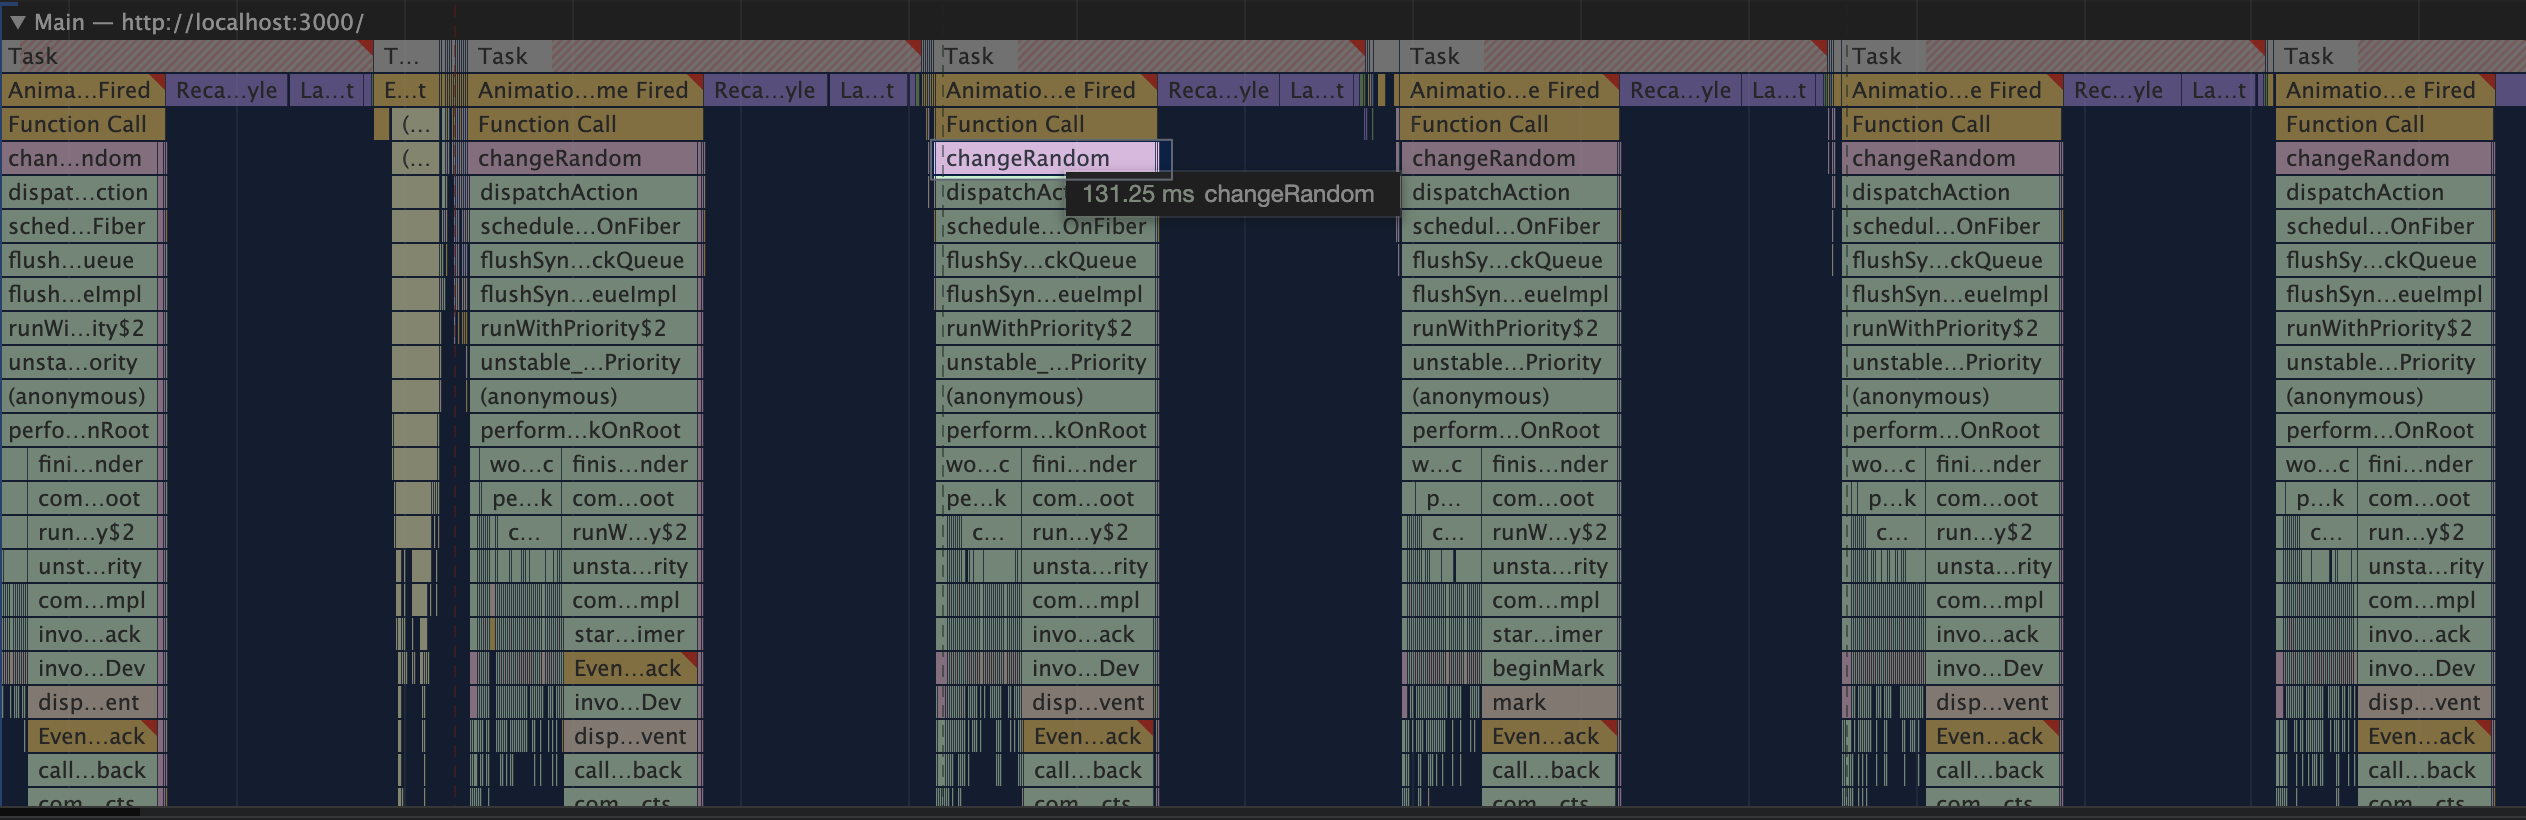 ▼ Main — http://localhost:3000/
Task T… Task Task Task Task Task
Anima…Fired Reca…yle La…t E…t Animatio…me Fired Reca…yle La…t Animatio…e Fired Reca…yle La…t Animatio…e Fired Reca…yle La…t Animatio…e Fired Rec…yle La…t Animatio…e Fired
Function Call (… Function Call Function Call Function Call Function Call Function Call
chan…ndom (… changeRandom changeRandom changeRandom changeRandom changeRandom
dispat…ction dispatchAction dispatchAc 131.25 ms changeRandom dispatchAction dispatchAction dispatchAction
sched…Fiber schedule…OnFiber schedule…OnFiber schedul…OnFiber schedul…OnFiber schedul…OnFiber
flush…ueue flushSyn…ckQueue flushSy…ckQueue flushSy…ckQueue flushSy…ckQueue flushSy…ckQueue
flush…eImpl flushSyn…eueImpl flushSyn…eueImpl flushSyn…eueImpl flushSyn…eueImpl flushSyn…eueImpl
runWi…ity$2 runWithPriority$2 runWithPriority$2 runWithPriority$2 runWithPriority$2 runWithPriority$2
unsta…ority unstable_…Priority unstable_…Priority unstable…Priority unstable…Priority unstable…Priority
(anonymous) (anonymous) (anonymous) (anonymous) (anonymous) (anonymous)
perfo…nRoot perform…kOnRoot perform…kOnRoot perform…OnRoot perform…OnRoot perform…OnRoot
fini…nder wo…c finis…nder wo…c fini…nder w…c finis…nder wo…c fini…nder wo…c fini…nder
com…oot pe…k com…oot pe…k com…oot p… com…oot p…k com…oot p…k com…oot
run…y$2 c… runW…y$2 c… run…y$2 c… runW…y$2 c… run…y$2 c… run…y$2
unst…rity unsta…rity unsta…rity unsta…rity unsta…rity unsta…rity
com…mpl com…mpl com…mpl com…mpl com…mpl com…mpl
invo…ack star…imer invo…ack star…imer invo…ack invo…ack
invo…Dev Even…ack invo…Dev beginMark invo…Dev invo…Dev
disp…ent invo…Dev disp…vent mark disp…vent disp…vent
Even…ack disp…vent Even…ack Even…ack Even…ack Even…ack
call…back call…back call…back call…back call…back call…back
com…cts com…cts com…cts com…cts com…cts com…cts